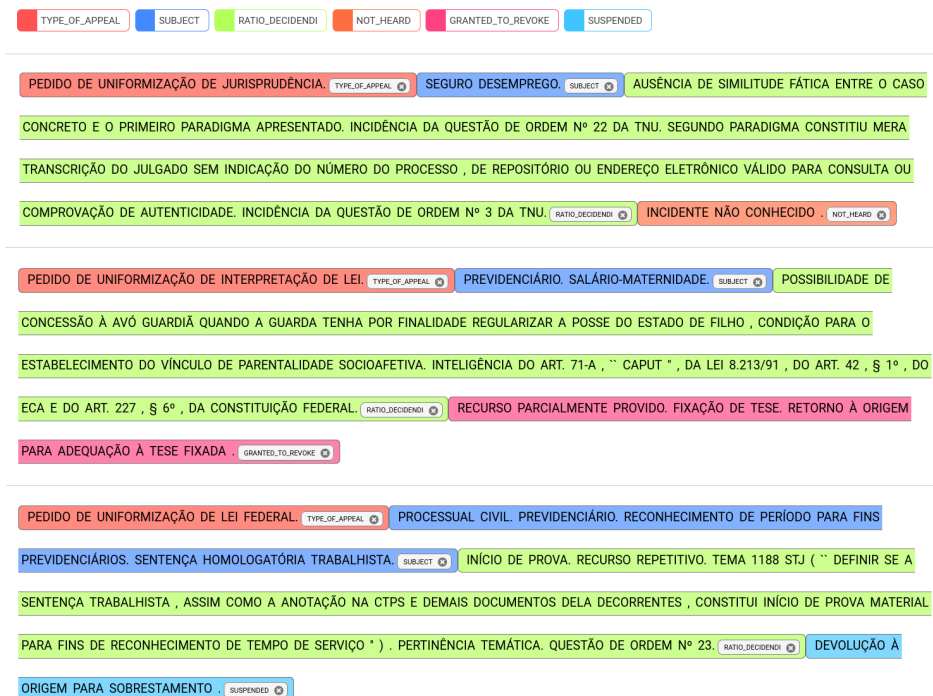 TYPE_OF_APPEAL SUBJECT RATIO_DECIDENDI NOT_HEARD GRANTED_TO_REVOKE SUSPENDED
PEDIDO DE UNIFORMIZAÇÃO DE JURISPRUDÊNCIA. TYPE_OF_APPEAL SEGURO DESEMPREGO. SUBJECT AUSÊNCIA DE SIMILITUDE FÁTICA ENTRE O CASO
CONCRETO E O PRIMEIRO PARADIGMA APRESENTADO. INCIDÊNCIA DA QUESTÃO DE ORDEM Nº 22 DA TNU. SEGUNDO PARADIGMA CONSTITIU MERA
TRANSCRIÇÃO DO JULGADO SEM INDICAÇÃO DO NÚMERO DO PROCESSO , DE REPOSITÓRIO OU ENDEREÇO ELETRÔNICO VÁLIDO PARA CONSULTA OU
COMPROVAÇÃO DE AUTENTICIDADE. INCIDÊNCIA DA QUESTÃO DE ORDEM Nº 3 DA TNU. RATIO_DECIDENDI INCIDENTE NÃO CONHECIDO . NOT_HEARD
PEDIDO DE UNIFORMIZAÇÃO DE INTERPRETAÇÃO DE LEI. TYPE_OF_APPEAL PREVIDENCIÁRIO. SALÁRIO-MATERNIDADE. SUBJECT POSSIBILIDADE DE
CONCESSÃO À AVÓ GUARDIÃ QUANDO A GUARDA TENHA POR FINALIDADE REGULARIZAR A POSSE DO ESTADO DE FILHO , CONDIÇÃO PARA O
ESTABELECIMENTO DO VÍNCULO DE PARENTALIDADE SOCIOAFETIVA. INTELIGÊNCIA DO ART. 71-A , `` CAPUT " , DA LEI 8.213/91 , DO ART. 42 , § 1º , DO
ECA E DO ART. 227 , § 6º , DA CONSTITUIÇÃO FEDERAL. RATIO_DECIDENDI RECURSO PARCIALMENTE PROVIDO. FIXAÇÃO DE TESE. RETORNO À ORIGEM
PARA ADEQUAÇÃO À TESE FIXADA . GRANTED_TO_REVOKE
PEDIDO DE UNIFORMIZAÇÃO DE LEI FEDERAL. TYPE_OF_APPEAL PROCESSUAL CIVIL. PREVIDENCIÁRIO. RECONHECIMENTO DE PERÍODO PARA FINS
PREVIDENCIÁRIOS. SENTENÇA HOMOLOGATÓRIA TRABALHISTA. SUBJECT INÍCIO DE PROVA. RECURSO REPETITIVO. TEMA 1188 STJ ( `` DEFINIR SE A
SENTENÇA TRABALHISTA , ASSIM COMO A ANOTAÇÃO NA CTPS E DEMAIS DOCUMENTOS DELA DECORRENTES , CONSTITUI INÍCIO DE PROVA MATERIAL
PARA FINS DE RECONHECIMENTO DE TEMPO DE SERVIÇO " ) . PERTINÊNCIA TEMÁTICA. QUESTÃO DE ORDEM Nº 23. RATIO_DECIDENDI DEVOLUÇÃO À
ORIGEM PARA SOBRESTAMENTO . SUSPENDED